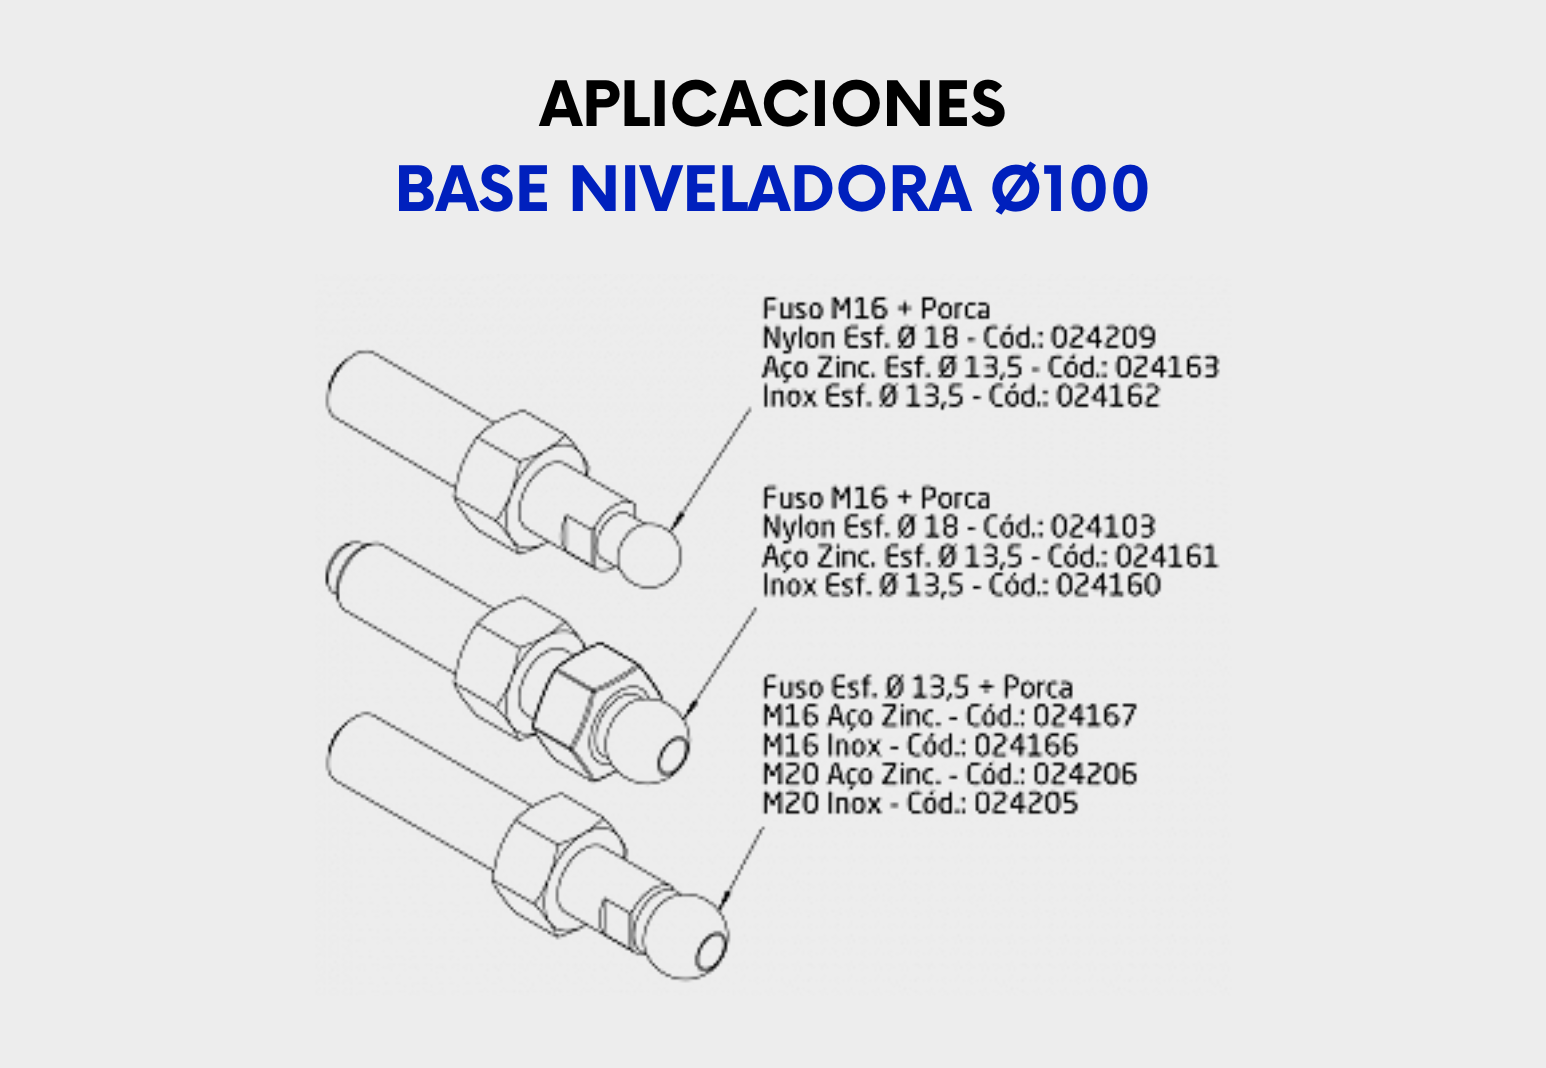 APLICACIONES
BASE NIVELADORA Ø100
Fuso M16 + Porca
Nylon Esf. Ø 18 - Cód.: 024209
Aço Zinc. Esf. Ø 13,5 - Cód.: 024163
Inox Esf. Ø 13,5 - Cód.: 024162
Fuso M16 + Porca
Nylon Esf. Ø 18 - Cód.: 024103
Aço Zinc. Esf. Ø 13,5 - Cód.: 024161
Inox Esf. Ø 13,5 - Cód.: 024160
Fuso Esf. Ø 13,5 + Porca
M16 Aço Zinc. - Cód.: 024167
M16 Inox - Cód.: 024166
M20 Aço Zinc. - Cód.: 024206
M20 Inox - Cód.: 024205